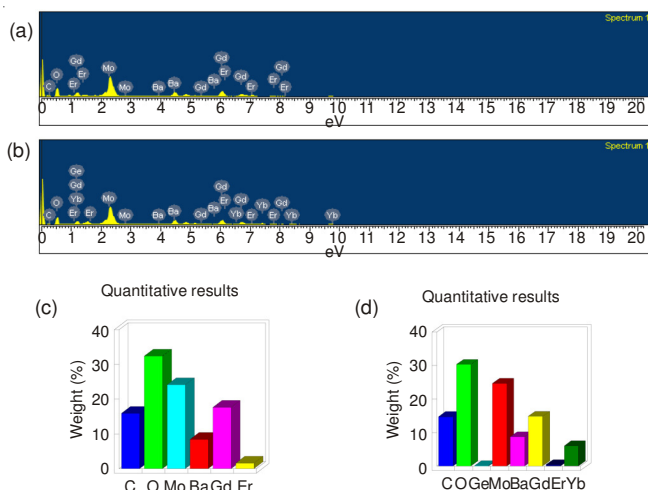 (a)
Spectrum 1
Gd Gd
O Gd Er Mo Er Gd Er
C Er Mo Ba Ba Gd Ba Er Er
0 1 2 3 4 5 6 7 8 9 10 11 12 13 14 15 16 17 18 19 20
eV
(b)
Spectrum 1
Ge
Gd Gd
O Yb Mo Er Gd Yb Gd
C Er Er Mo Ba Ba Gd Ba Yb Er Er Yb Yb
0 1 2 3 4 5 6 7 8 9 10 11 12 13 14 15 16 17 18 19 20
eV
(c)
Quantitative results
Weight (%)
40
30
20
10
0
C O Mo Ba Gd Er
(d)
Quantitative results
Weight (%)
40
30
20
10
0
C O Ge Mo Ba Gd Er Yb